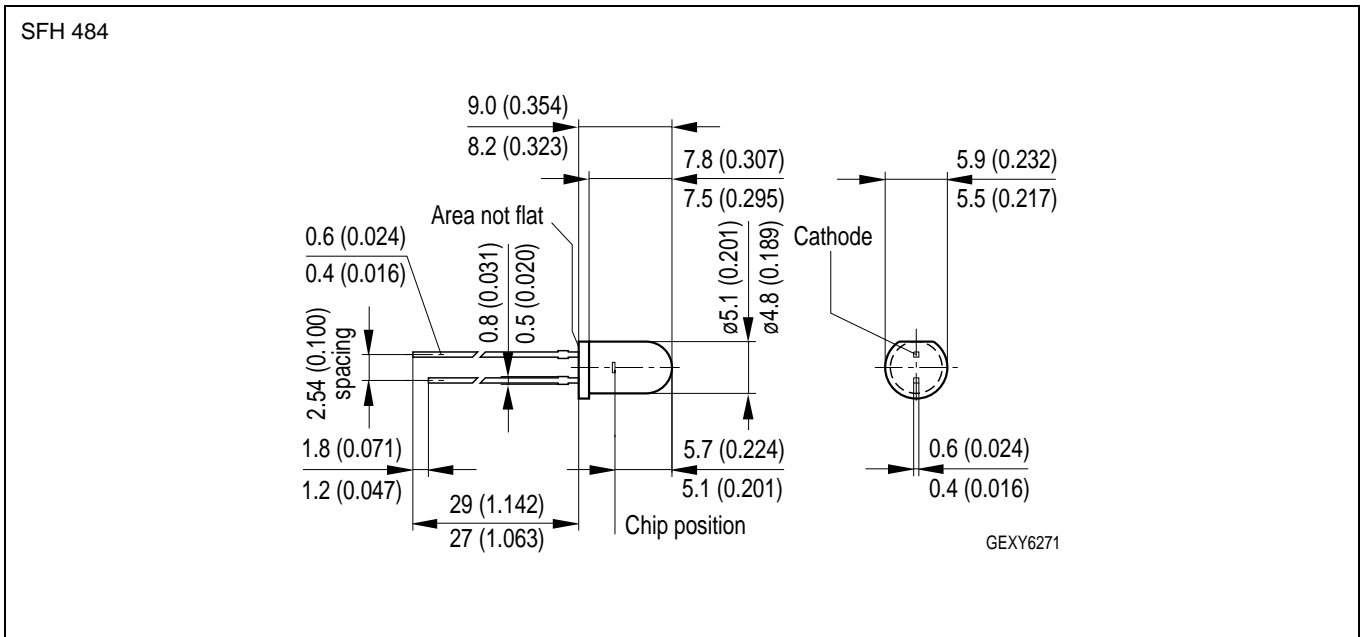 SFH 484
9.0 (0.354)
8.2 (0.323)
7.8 (0.307)
7.5 (0.295)
5.9 (0.232)
5.5 (0.217)
Area not flat
Cathode
0.6 (0.024)
0.4 (0.016)
0.8 (0.031)
0.5 (0.020)
ø5.1 (0.201)
ø4.8 (0.189)
2.54 (0.100)
spacing
1.8 (0.071)
1.2 (0.047)
29 (1.142)
27 (1.063)
5.7 (0.224)
5.1 (0.201)
Chip position
0.6 (0.024)
0.4 (0.016)
GEXY6271